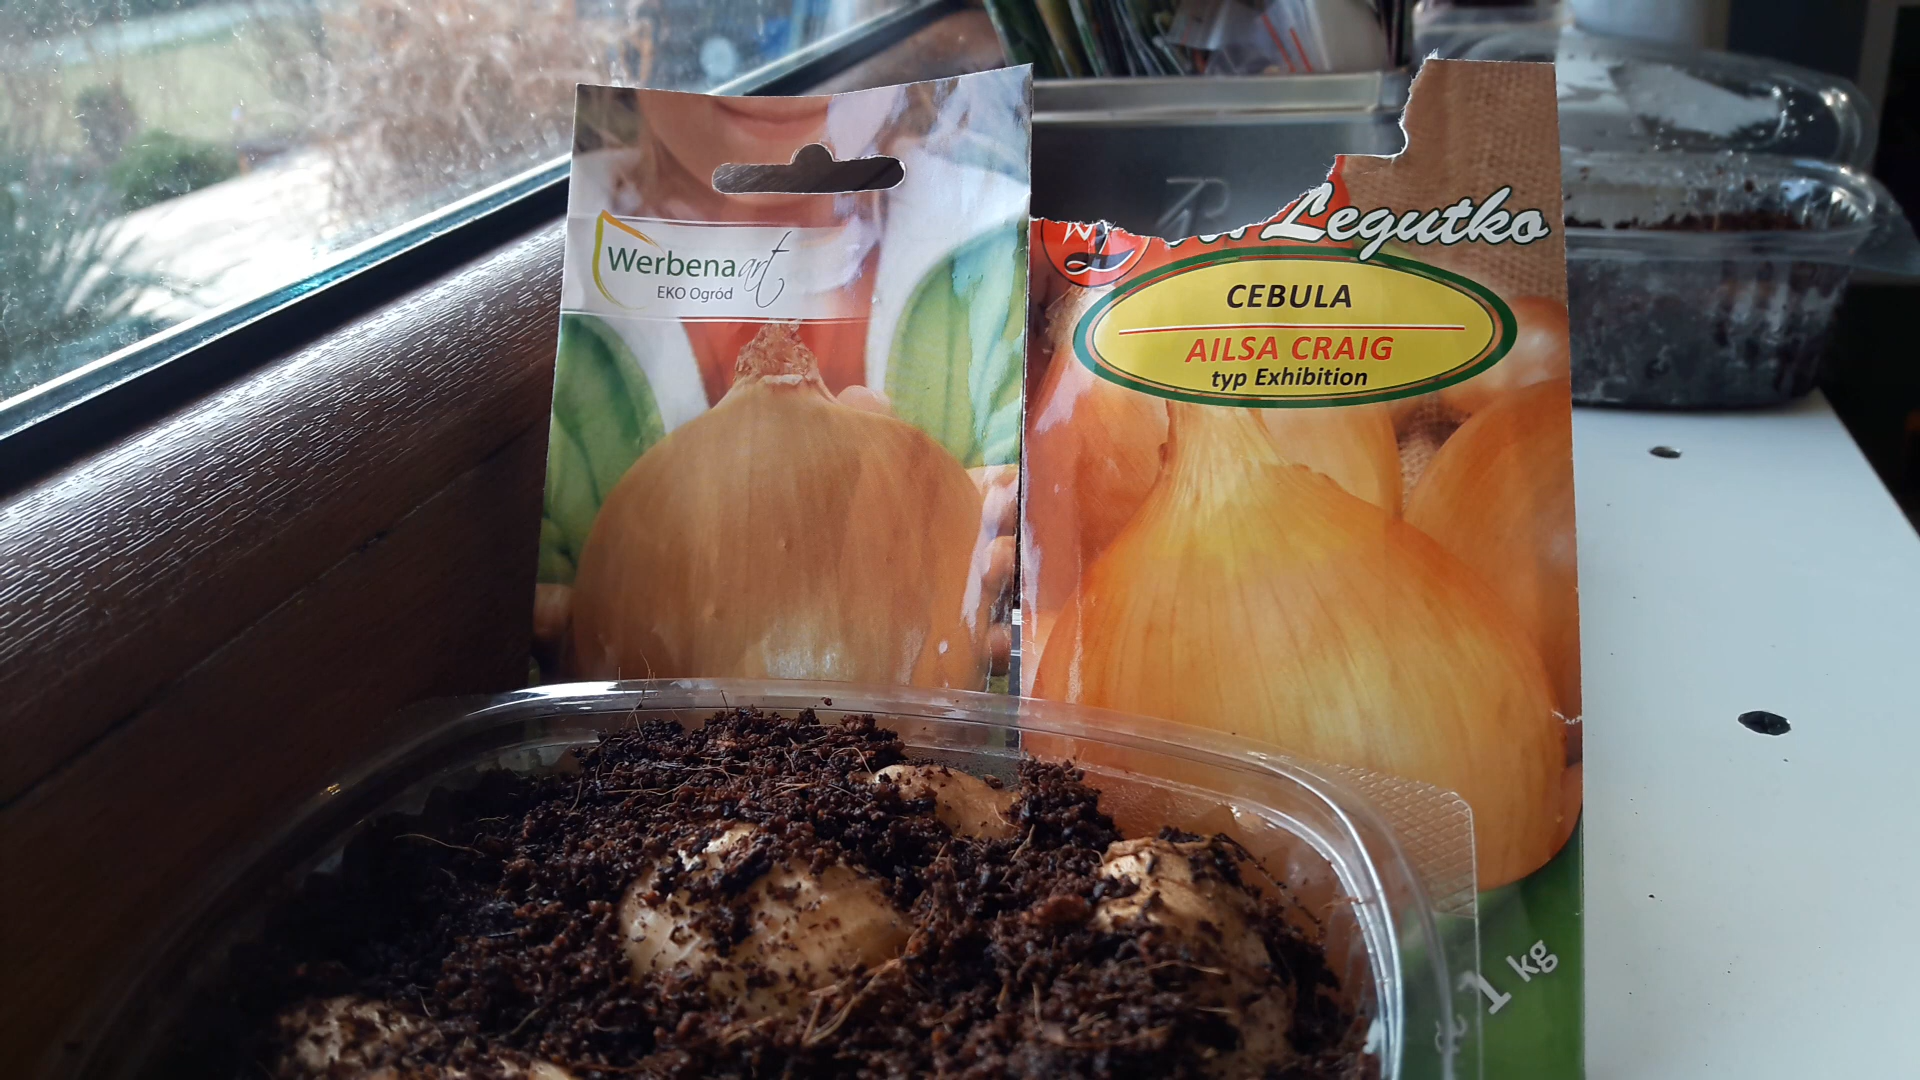 Werbena art
EKO Ogród
Legutko
CEBULA
AILSA CRAIG
typ Exhibition
1 kg